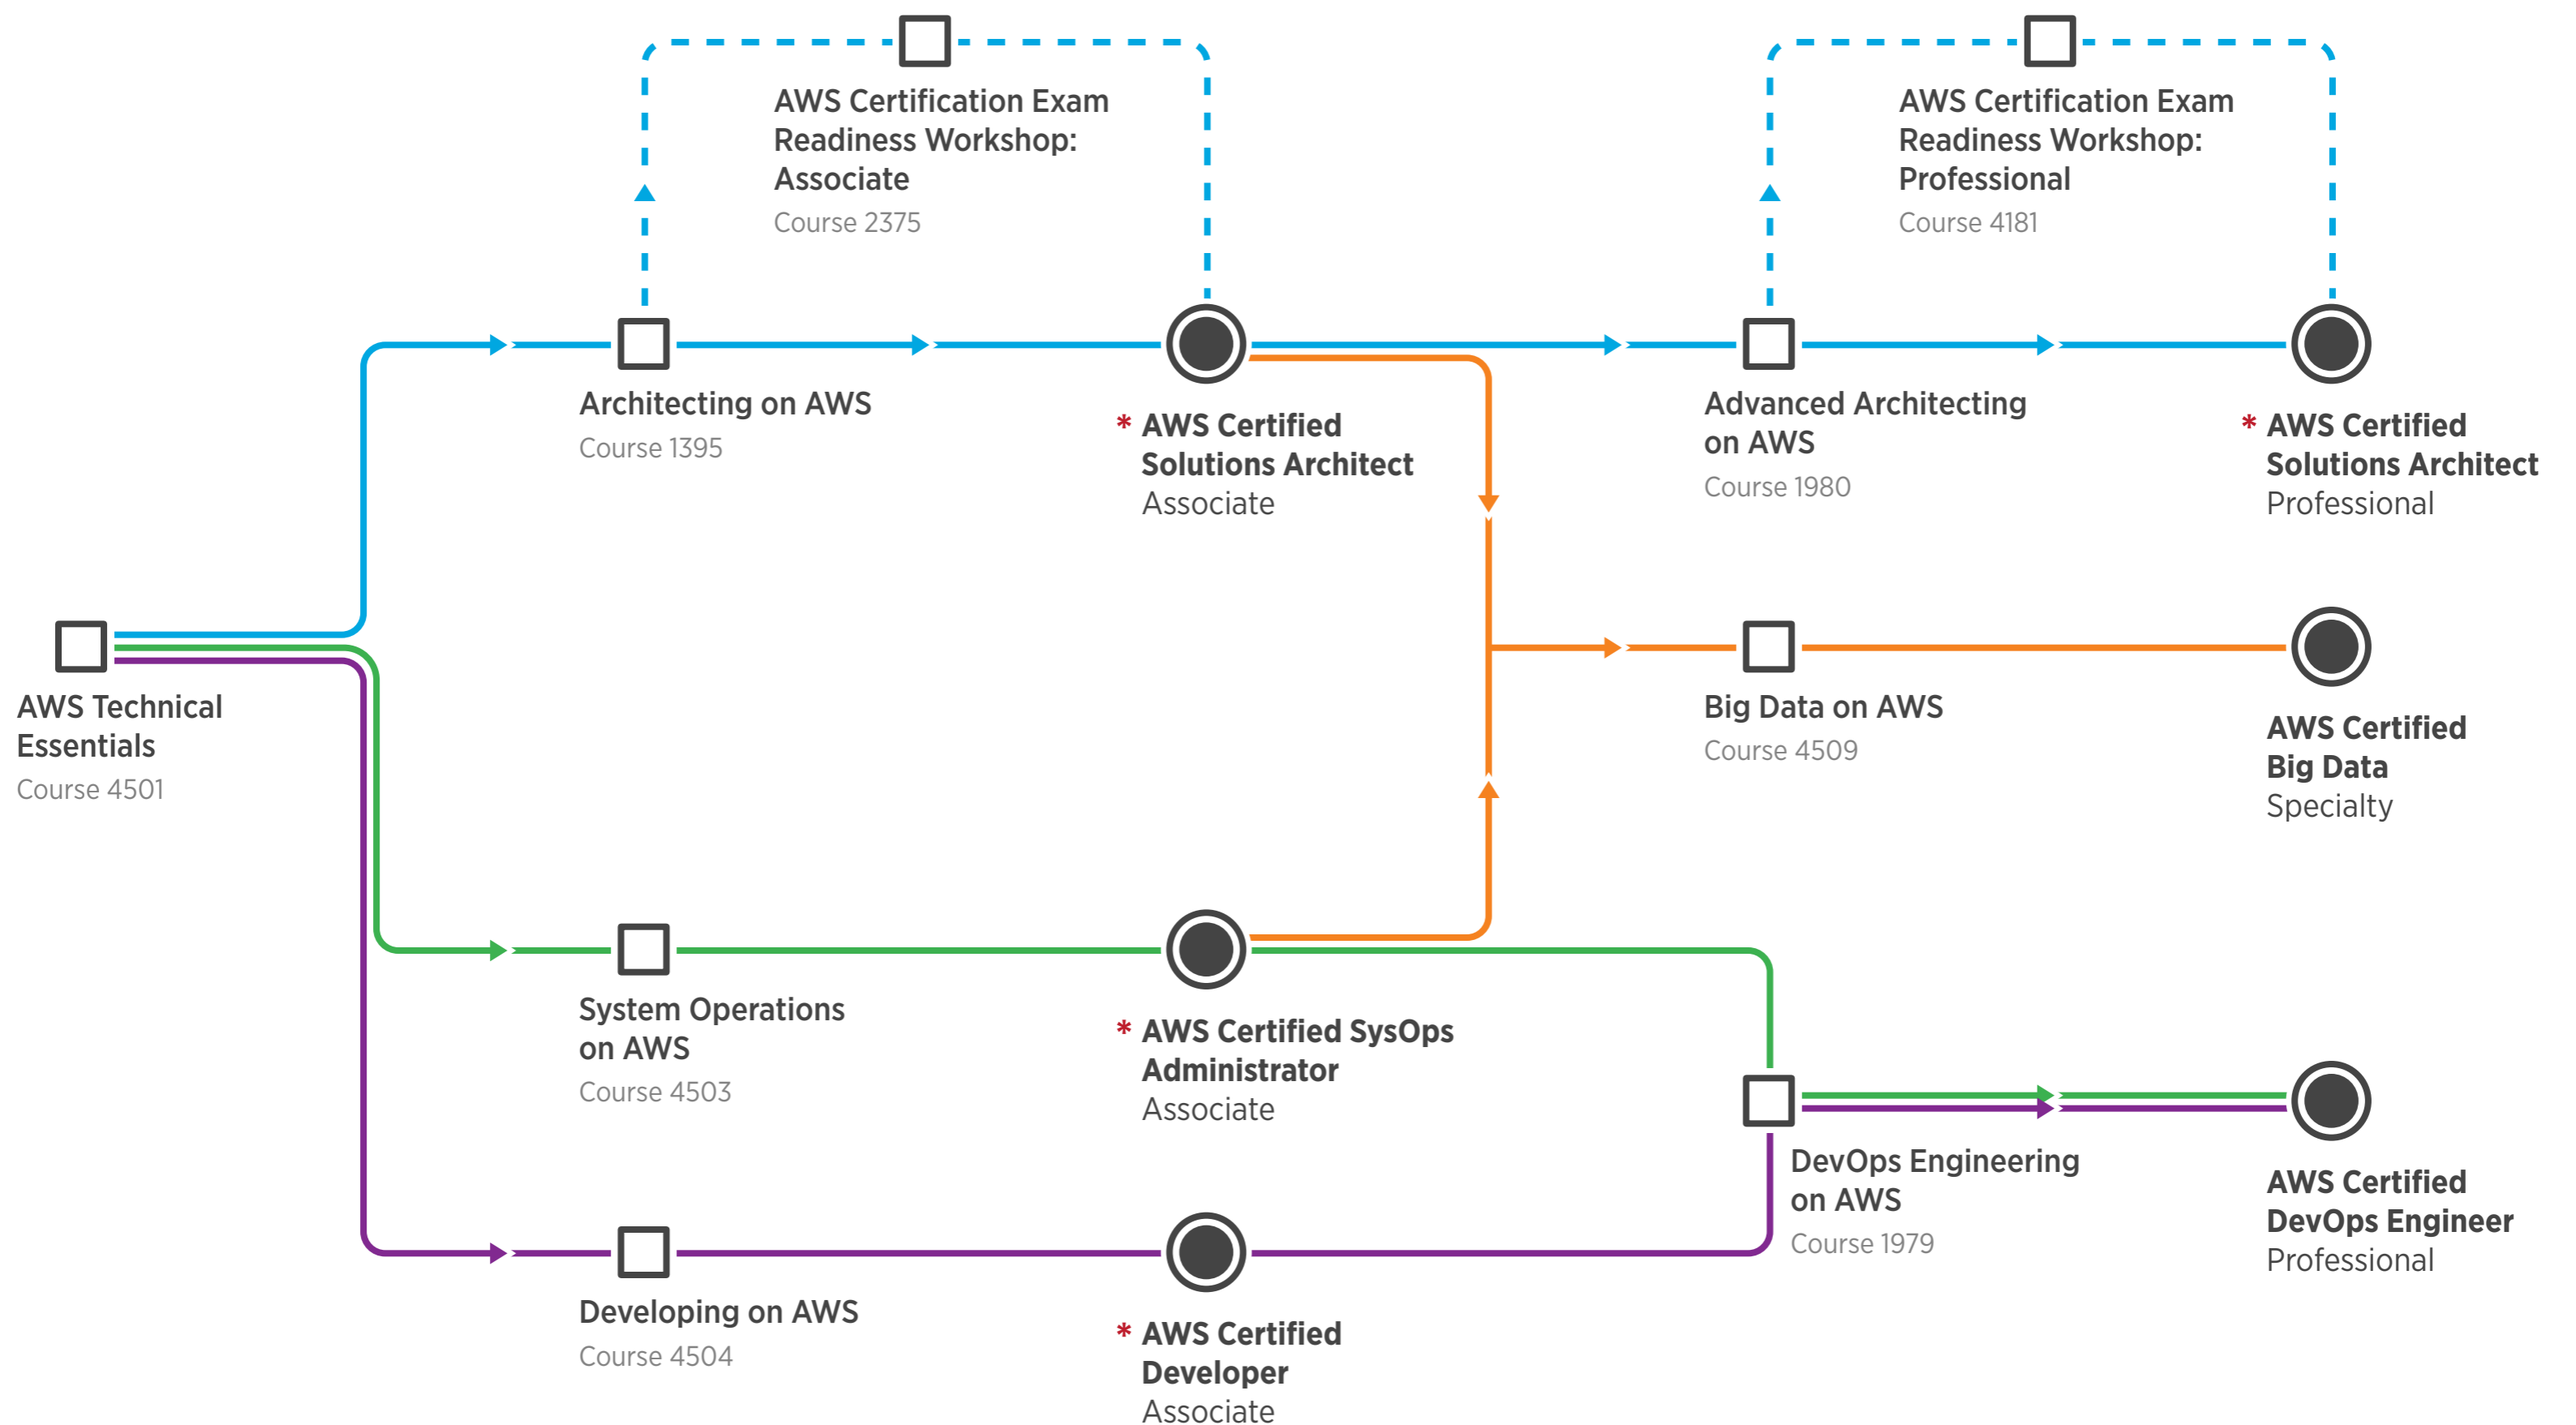 AWS Certification Exam
Readiness Workshop:
Associate
Course 2375
AWS Certification Exam
Readiness Workshop:
Professional
Course 4181
Architecting on AWS
Course 1395
* AWS Certified
Solutions Architect
Associate
Advanced Architecting
on AWS
Course 1980
* AWS Certified
Solutions Architect
Professional
AWS Technical
Essentials
Course 4501
Big Data on AWS
Course 4509
AWS Certified
Big Data
Specialty
System Operations
on AWS
Course 4503
* AWS Certified SysOps
Administrator
Associate
DevOps Engineering
on AWS
Course 1979
AWS Certified
DevOps Engineer
Professional
Developing on AWS
Course 4504
* AWS Certified
Developer
Associate